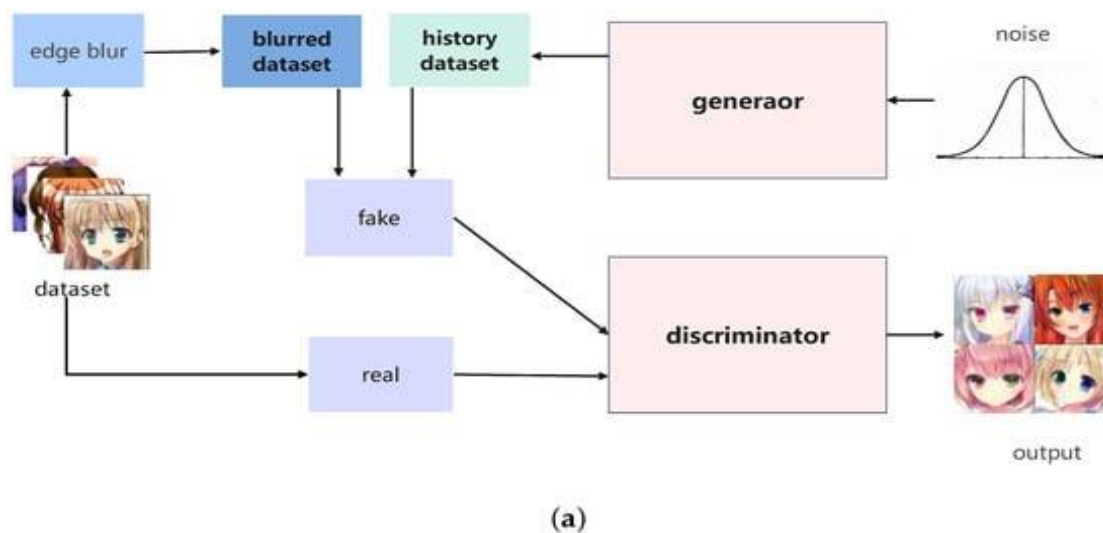 edge blur
blurred
dataset
history
dataset
generaor
noise
dataset
fake
real
discriminator
output
(a)